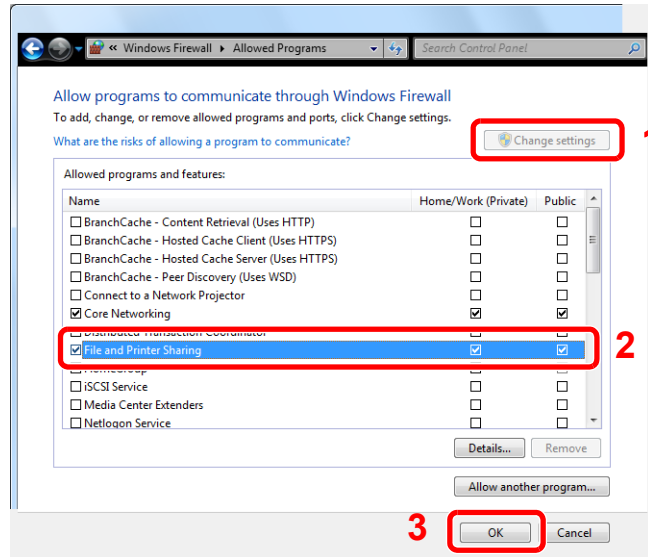 « Windows Firewall ▸ Allowed Programs
Search Control Panel
Allow programs to communicate through Windows Firewall
To add, change, or remove allowed programs and ports, click Change settings.
What are the risks of allowing a program to communicate?
Change settings
Allowed programs and features:
Name Home/Work (Private) Public
BranchCache - Content Retrieval (Uses HTTP)
BranchCache - Hosted Cache Client (Uses HTTPS)
BranchCache - Hosted Cache Server (Uses HTTPS)
BranchCache - Peer Discovery (Uses WSD)
Connect to a Network Projector
Core Networking
Distributed Transaction Coordinator
File and Printer Sharing
2
HomeGroup
iSCSI Service
Media Center Extenders
Netlogon Service
Details... Remove
Allow another program...
3 OK Cancel